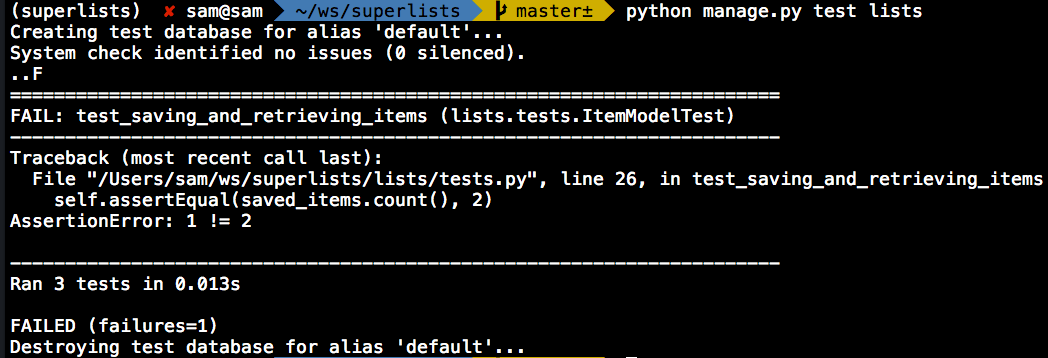 (superlists) ✘ sam@sam ~/ws/superlists master± python manage.py test lists
Creating test database for alias 'default'...
System check identified no issues (0 silenced).
..F
======================================================================
FAIL: test_saving_and_retrieving_items (lists.tests.ItemModelTest)
----------------------------------------------------------------------
Traceback (most recent call last):
  File "/Users/sam/ws/superlists/lists/tests.py", line 26, in test_saving_and_retrieving_items
    self.assertEqual(saved_items.count(), 2)
AssertionError: 1 != 2
----------------------------------------------------------------------
Ran 3 tests in 0.013s
FAILED (failures=1)
Destroying test database for alias 'default'...